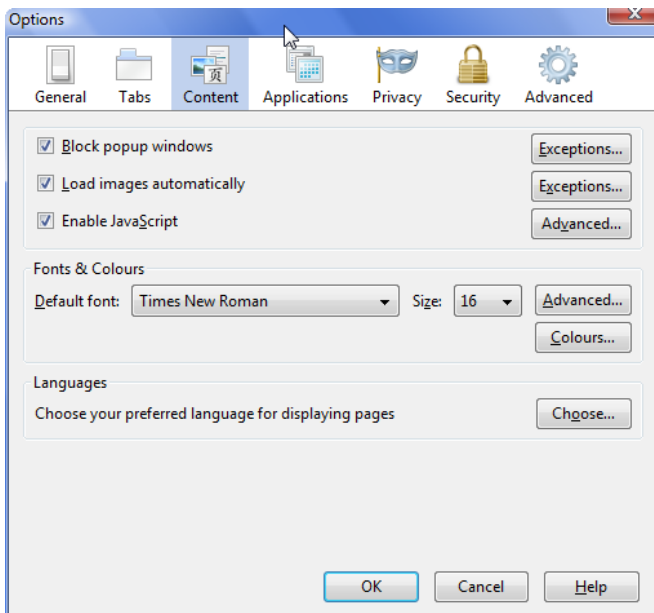 Options
General Tabs Content Applications Privacy Security Advanced
Block popup windows Exceptions...
Load images automatically Exceptions...
Enable JavaScript Advanced...
Fonts & Colours
Default font: Times New Roman Size: 16 Advanced...
Colours...
Languages
Choose your preferred language for displaying pages Choose...
OK Cancel Help